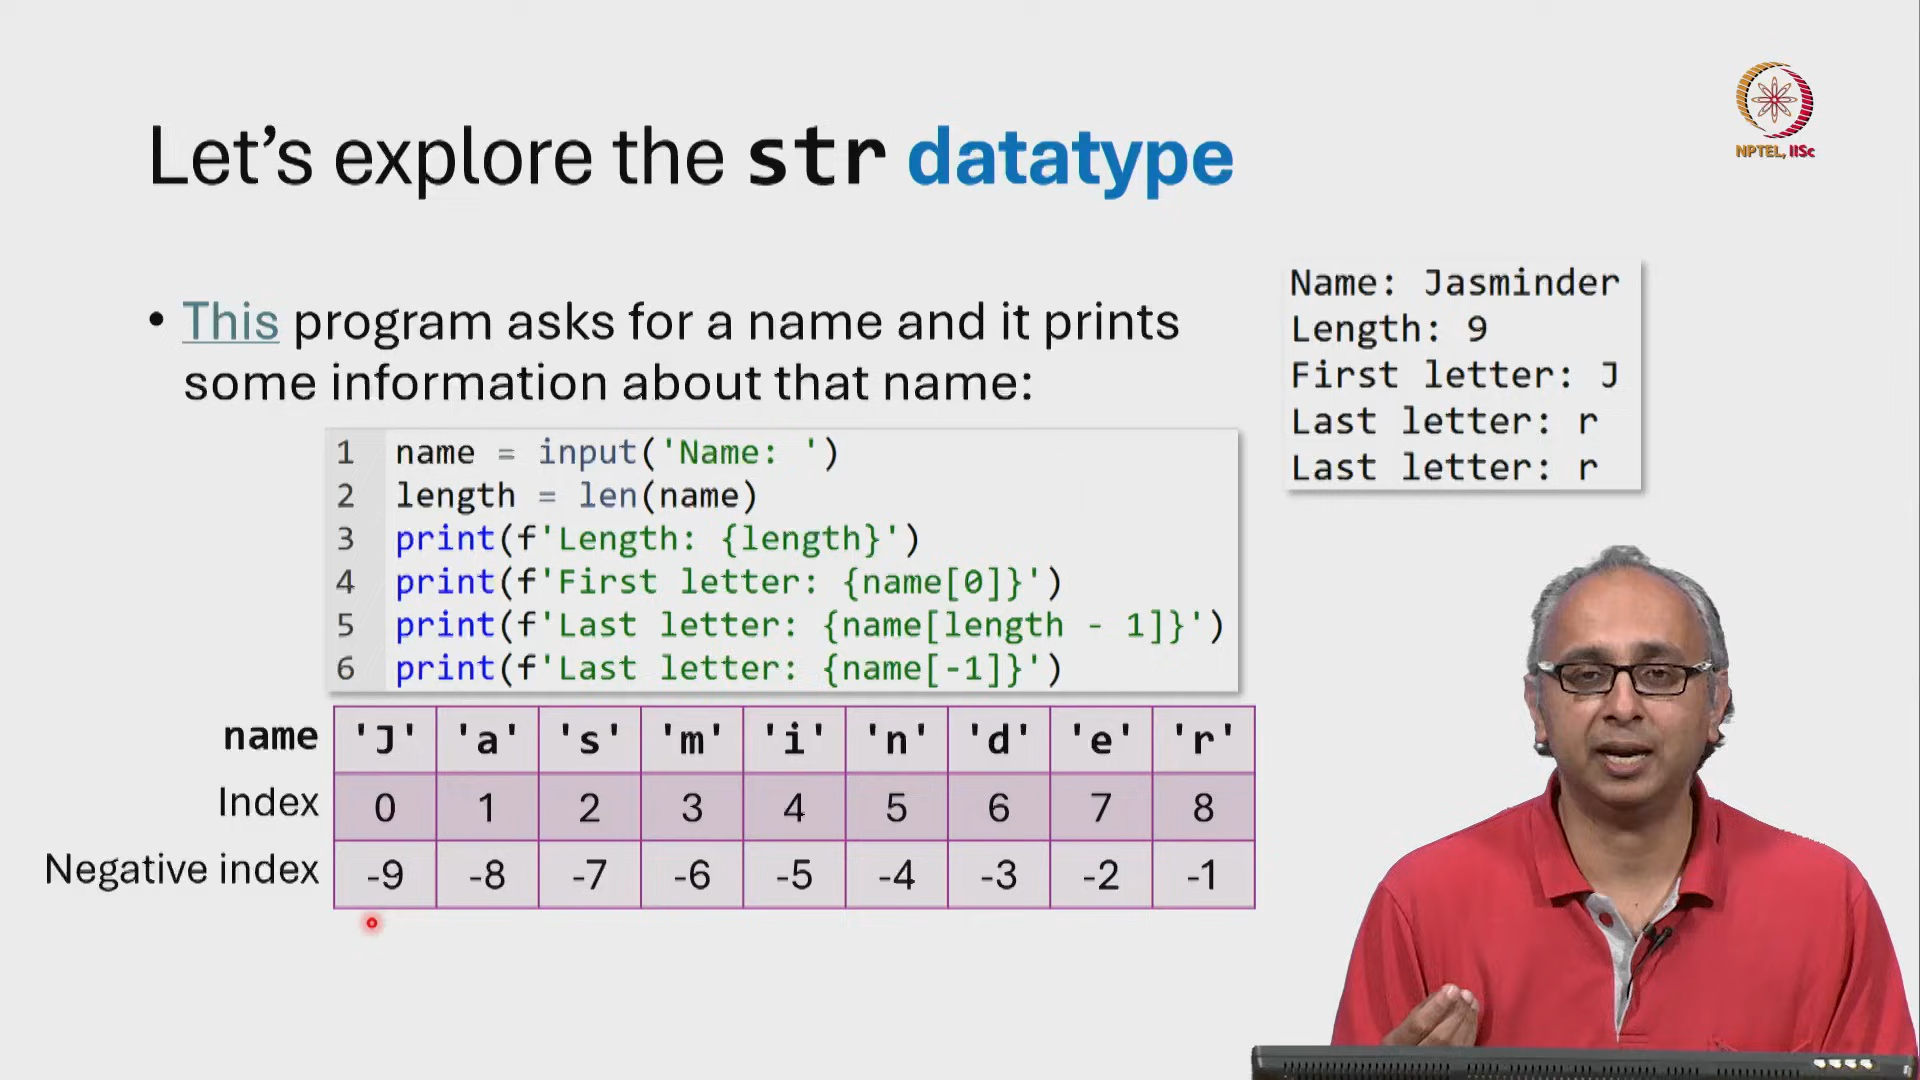 NPTEL, IISc
Let’s explore the str datatype
• This program asks for a name and it prints
some information about that name:
Name: Jasminder
Length: 9
First letter: J
Last letter: r
Last letter: r
1 name = input('Name: ')
2 length = len(name)
3 print(f'Length: {length}')
4 print(f'First letter: {name[0]}')
5 print(f'Last letter: {name[length - 1]}')
6 print(f'Last letter: {name[-1]}')
name 'J' 'a' 's' 'm' 'i' 'n' 'd' 'e' 'r'
Index 0 1 2 3 4 5 6 7 8
Negative index -9 -8 -7 -6 -5 -4 -3 -2 -1